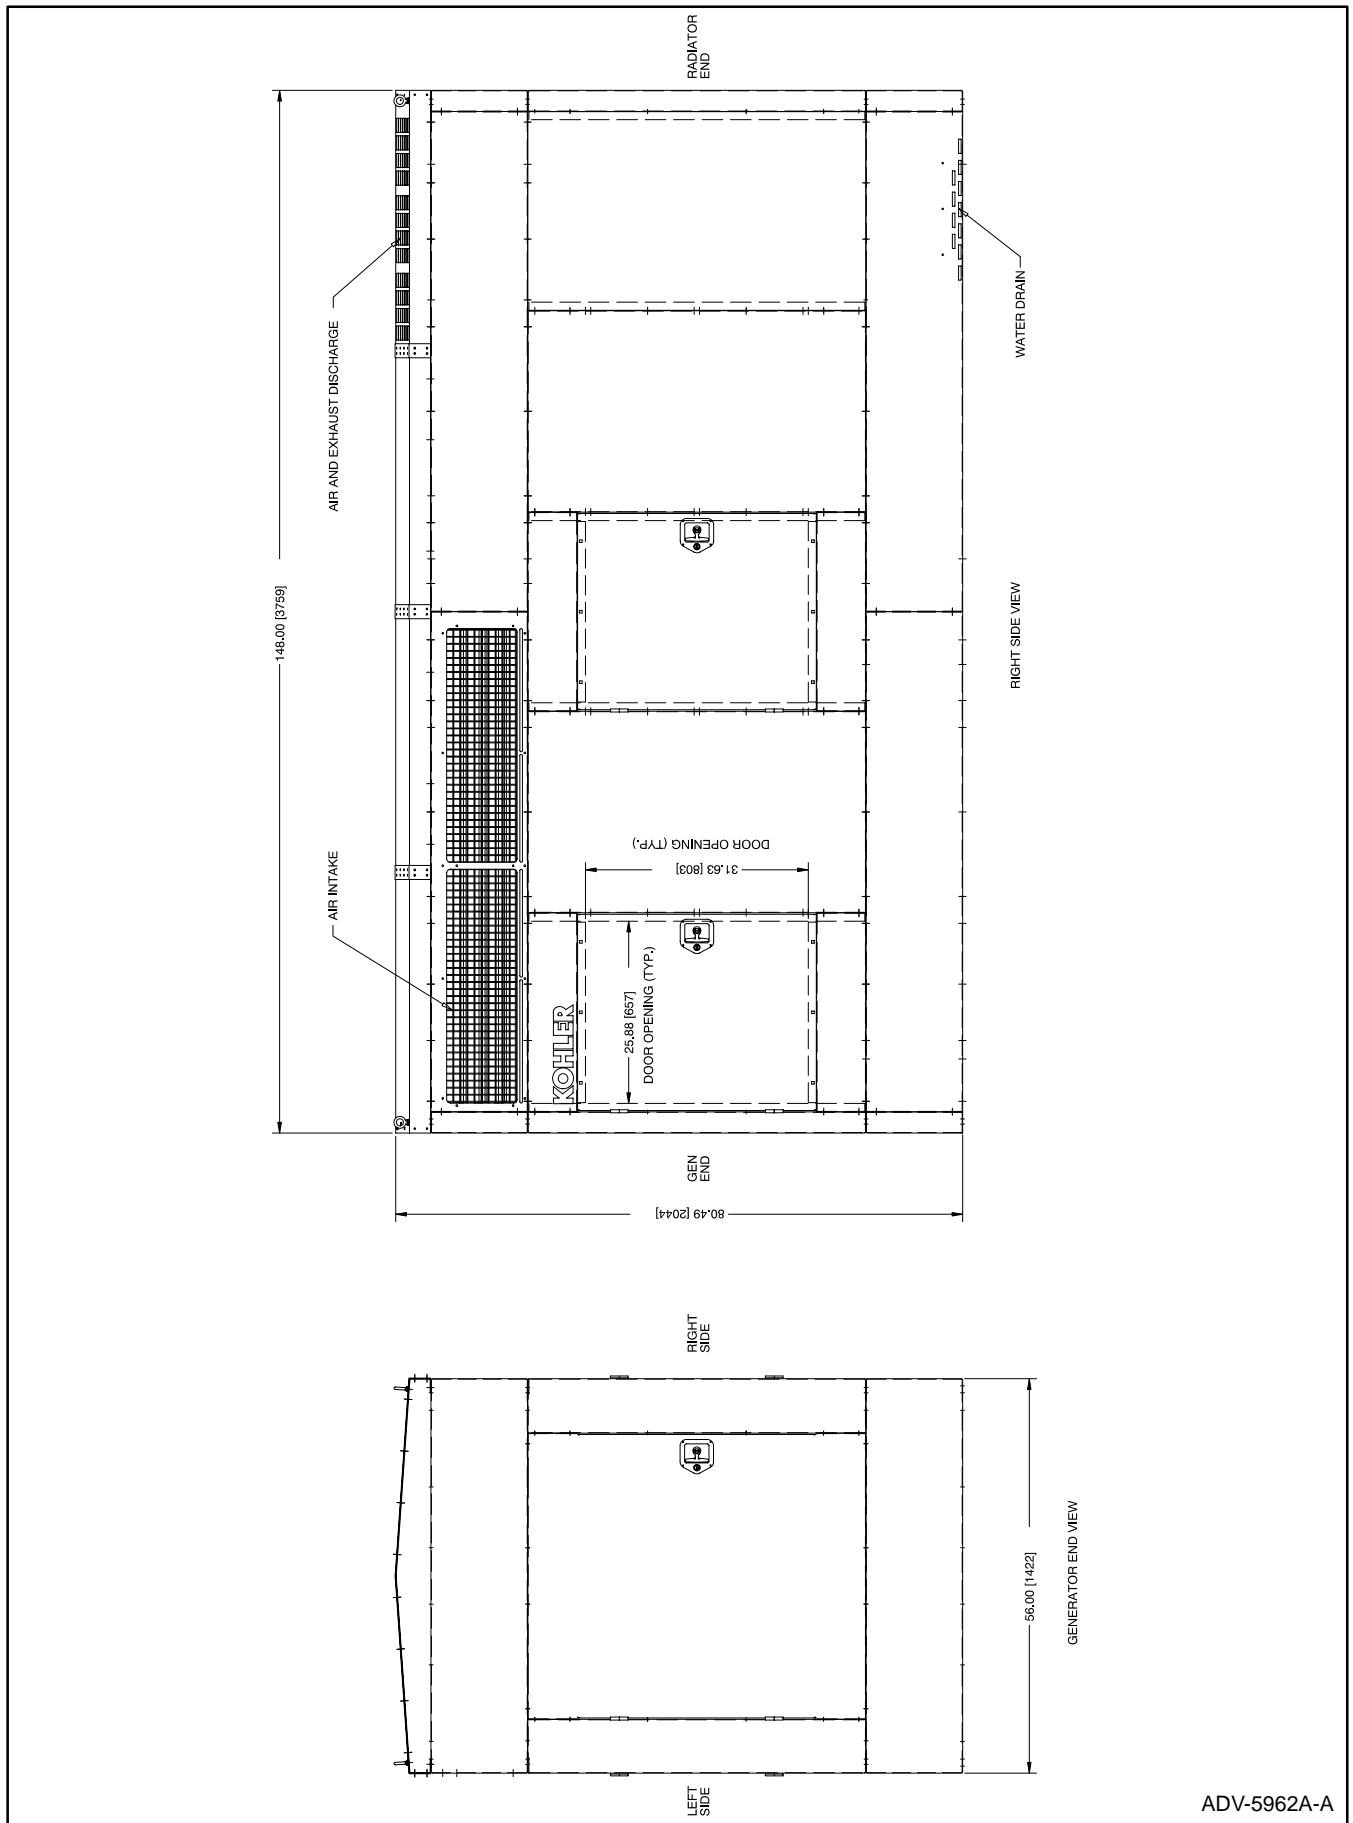 RADIATOR
END
AIR AND EXHAUST DISCHARGE
WATER DRAIN
148.00 [3759]
RIGHT SIDE VIEW
AIR INTAKE
31.63 [803]
DOOR OPENING (TYP.)
25.88 [657]
DOOR OPENING (TYP.)
KOHLER
GEN
END
80.49 [2044]
RIGHT
SIDE
56.00 [1422]
GENERATOR END VIEW
LEFT
SIDE
ADV-5962A-A